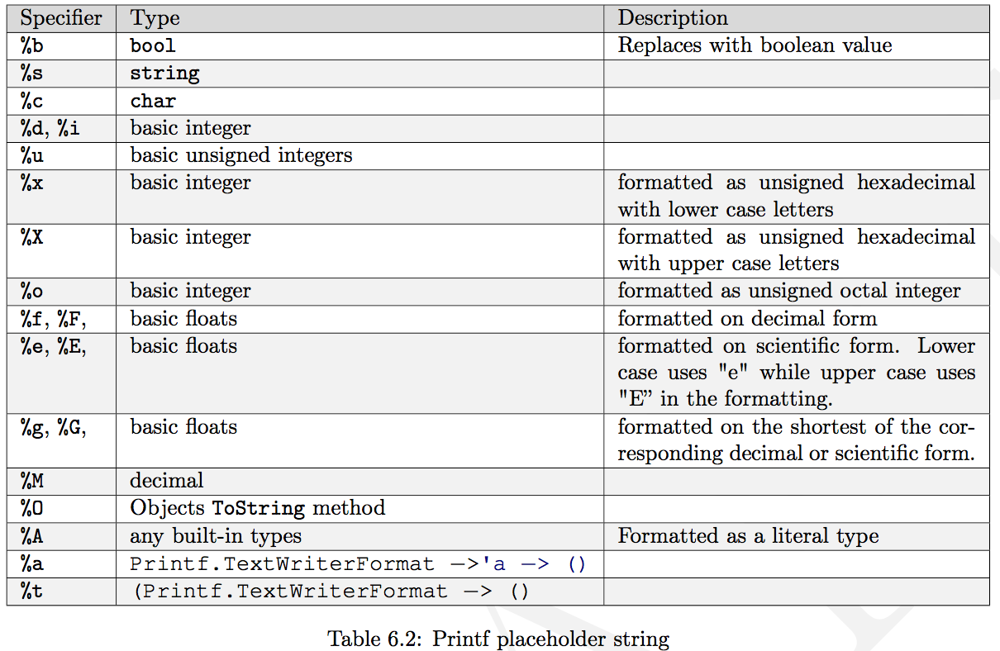 Specifier Type Description
%b bool Replaces with boolean value
%s string
%c char
%d, %i basic integer
%u basic unsigned integers
%x basic integer formatted as unsigned hexadecimal
with lower case letters
%X basic integer formatted as unsigned hexadecimal
with upper case letters
%o basic integer formatted as unsigned octal integer
%f, %F, basic floats formatted on decimal form
%e, %E, basic floats formatted on scientific form. Lower
case uses "e" while upper case uses
"E” in the formatting.
%g, %G, basic floats formatted on the shortest of the cor-
responding decimal or scientific form.
%M decimal
%O Objects ToString method
%A any built-in types Formatted as a literal type
%a Printf.TextWriterFormat −>'a −> ()
%t (Printf.TextWriterFormat −> ()
Table 6.2: Printf placeholder string